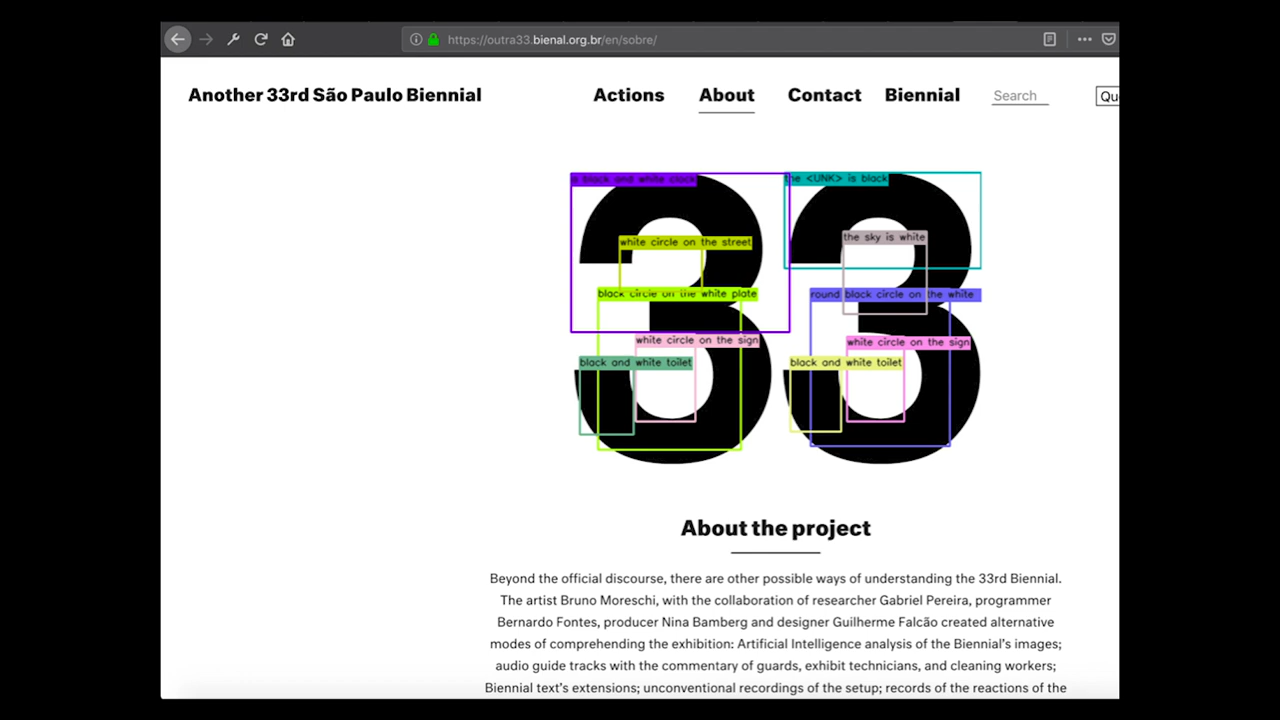 https://outra33.bienal.org.br/en/sobre/
Another 33rd São Paulo Biennial
Actions
About
Contact
Biennial
Search
Qu
33
a black and white clock
the <UNK> is black
white circle on the street
the sky is white
black circle on the white plate
round black circle on the white
white circle on the sign
white circle on the sign
black and white toilet
black and white toilet
About the project
Beyond the official discourse, there are other possible ways of understanding the 33rd Biennial.
The artist Bruno Moreschi, with the collaboration of researcher Gabriel Pereira, programmer
Bernardo Fontes, producer Nina Bamberg and designer Guilherme Falcão created alternative
modes of comprehending the exhibition: Artificial Intelligence analysis of the Biennial's images;
audio guide tracks with the commentary of guards, exhibit technicians, and cleaning workers;
Biennial text's extensions; unconventional recordings of the setup; records of the reactions of the